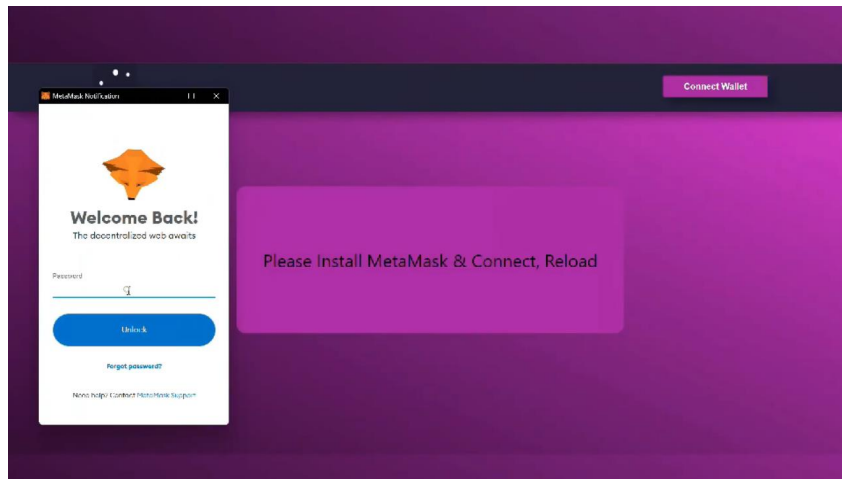 MetaMask Notification
Connect Wallet
Welcome Back!
The decentralized web awaits
Password
Unlock
Forgot password?
Need help? Contact MetaMask Support
Please Install MetaMask & Connect, Reload